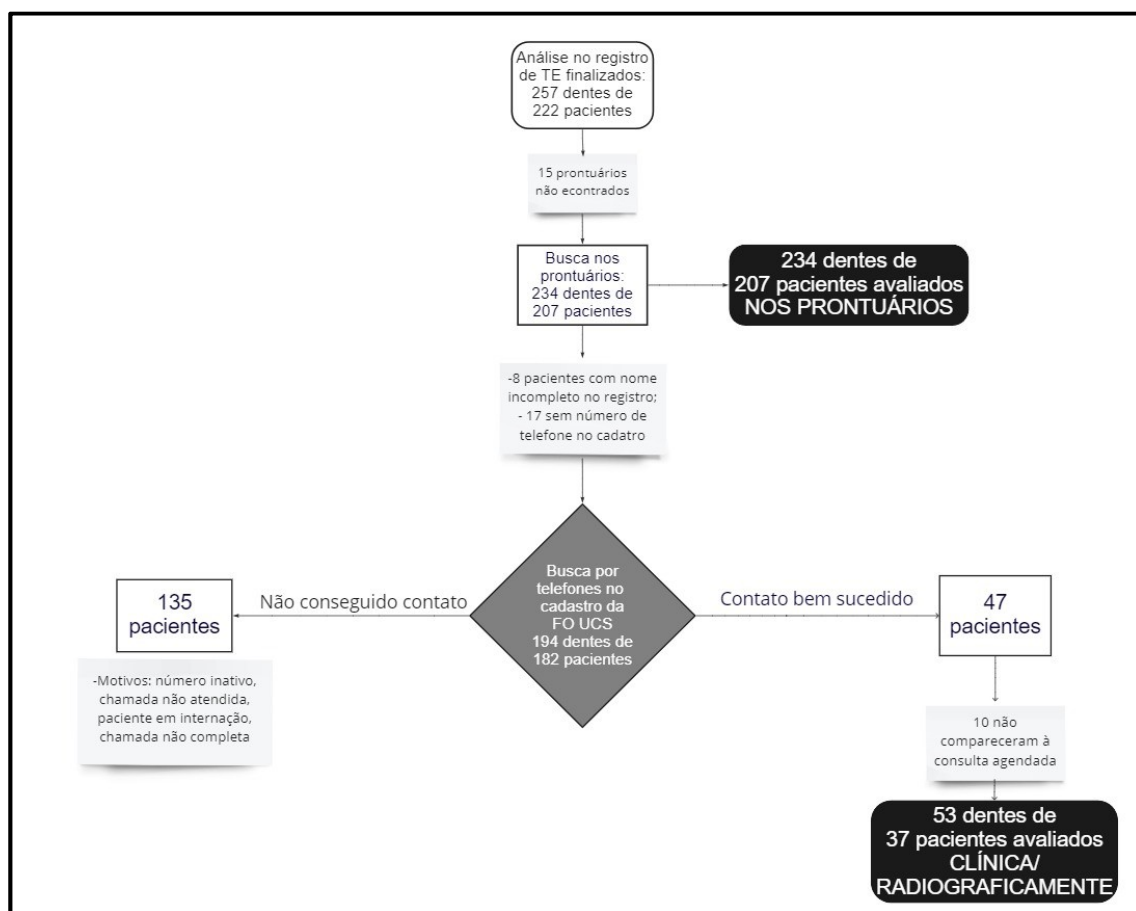 Análise no registro
de TE finalizados:
257 dentes de
222 pacientes
15 prontuários
não econtrados
Busca nos
prontuários:
234 dentes de
207 pacientes
234 dentes de
207 pacientes avaliados
NOS PRONTUÁRIOS
-8 pacientes com nome
incompleto no registro;
- 17 sem número de
telefone no cadatro
Busca por
telefones no
cadastro da
FO UCS
194 dentes de
182 pacientes
Não conseguido contato
135
pacientes
-Motivos: número inativo,
chamada não atendida,
paciente em internação,
chamada não completa
Contato bem sucedido
47
pacientes
10 não
compareceram à
consulta agendada
53 dentes de
37 pacientes avaliados
CLÍNICA/
RADIOGRAFICAMENTE